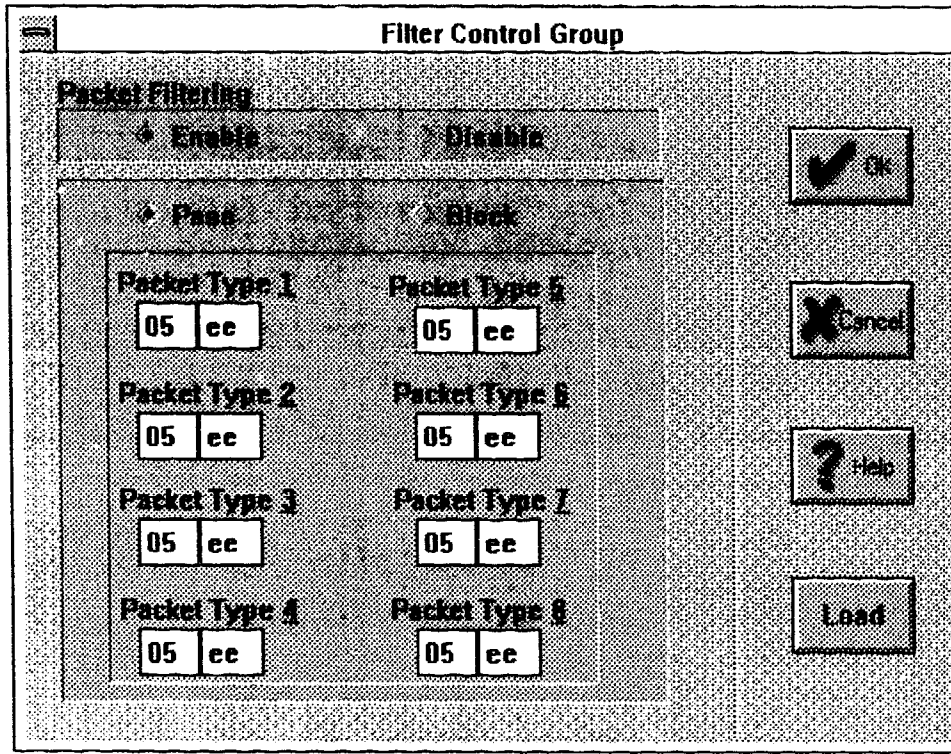 Filter Control Group
Packet Filtering
Enable Disable
Pass Block
Packet Type 1 Packet Type 5
05 ee 05 ee
Packet Type 2 Packet Type 6
05 ee 05 ee
Packet Type 3 Packet Type 7
05 ee 05 ee
Packet Type 4 Packet Type 8
05 ee 05 ee
Ok
Cancel
Help
Load